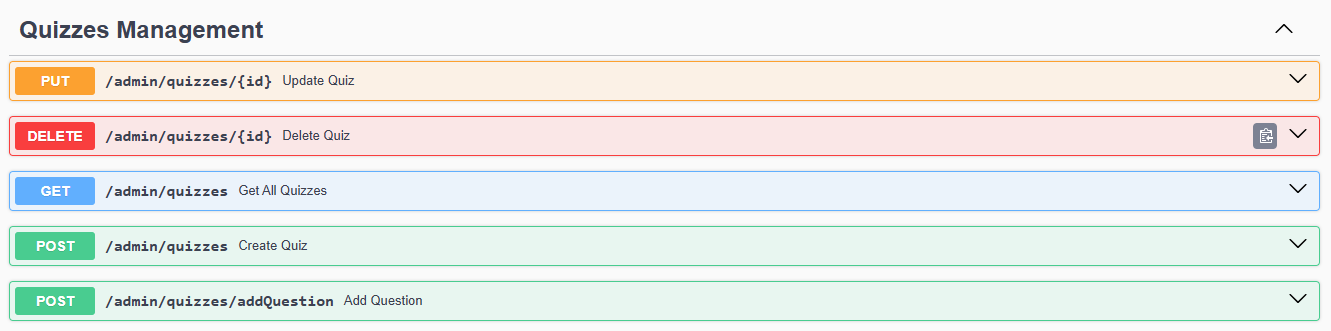 Quizzes Management
PUT /admin/quizzes/{id} Update Quiz
DELETE /admin/quizzes/{id} Delete Quiz
GET /admin/quizzes Get All Quizzes
POST /admin/quizzes Create Quiz
POST /admin/quizzes/addQuestion Add Question